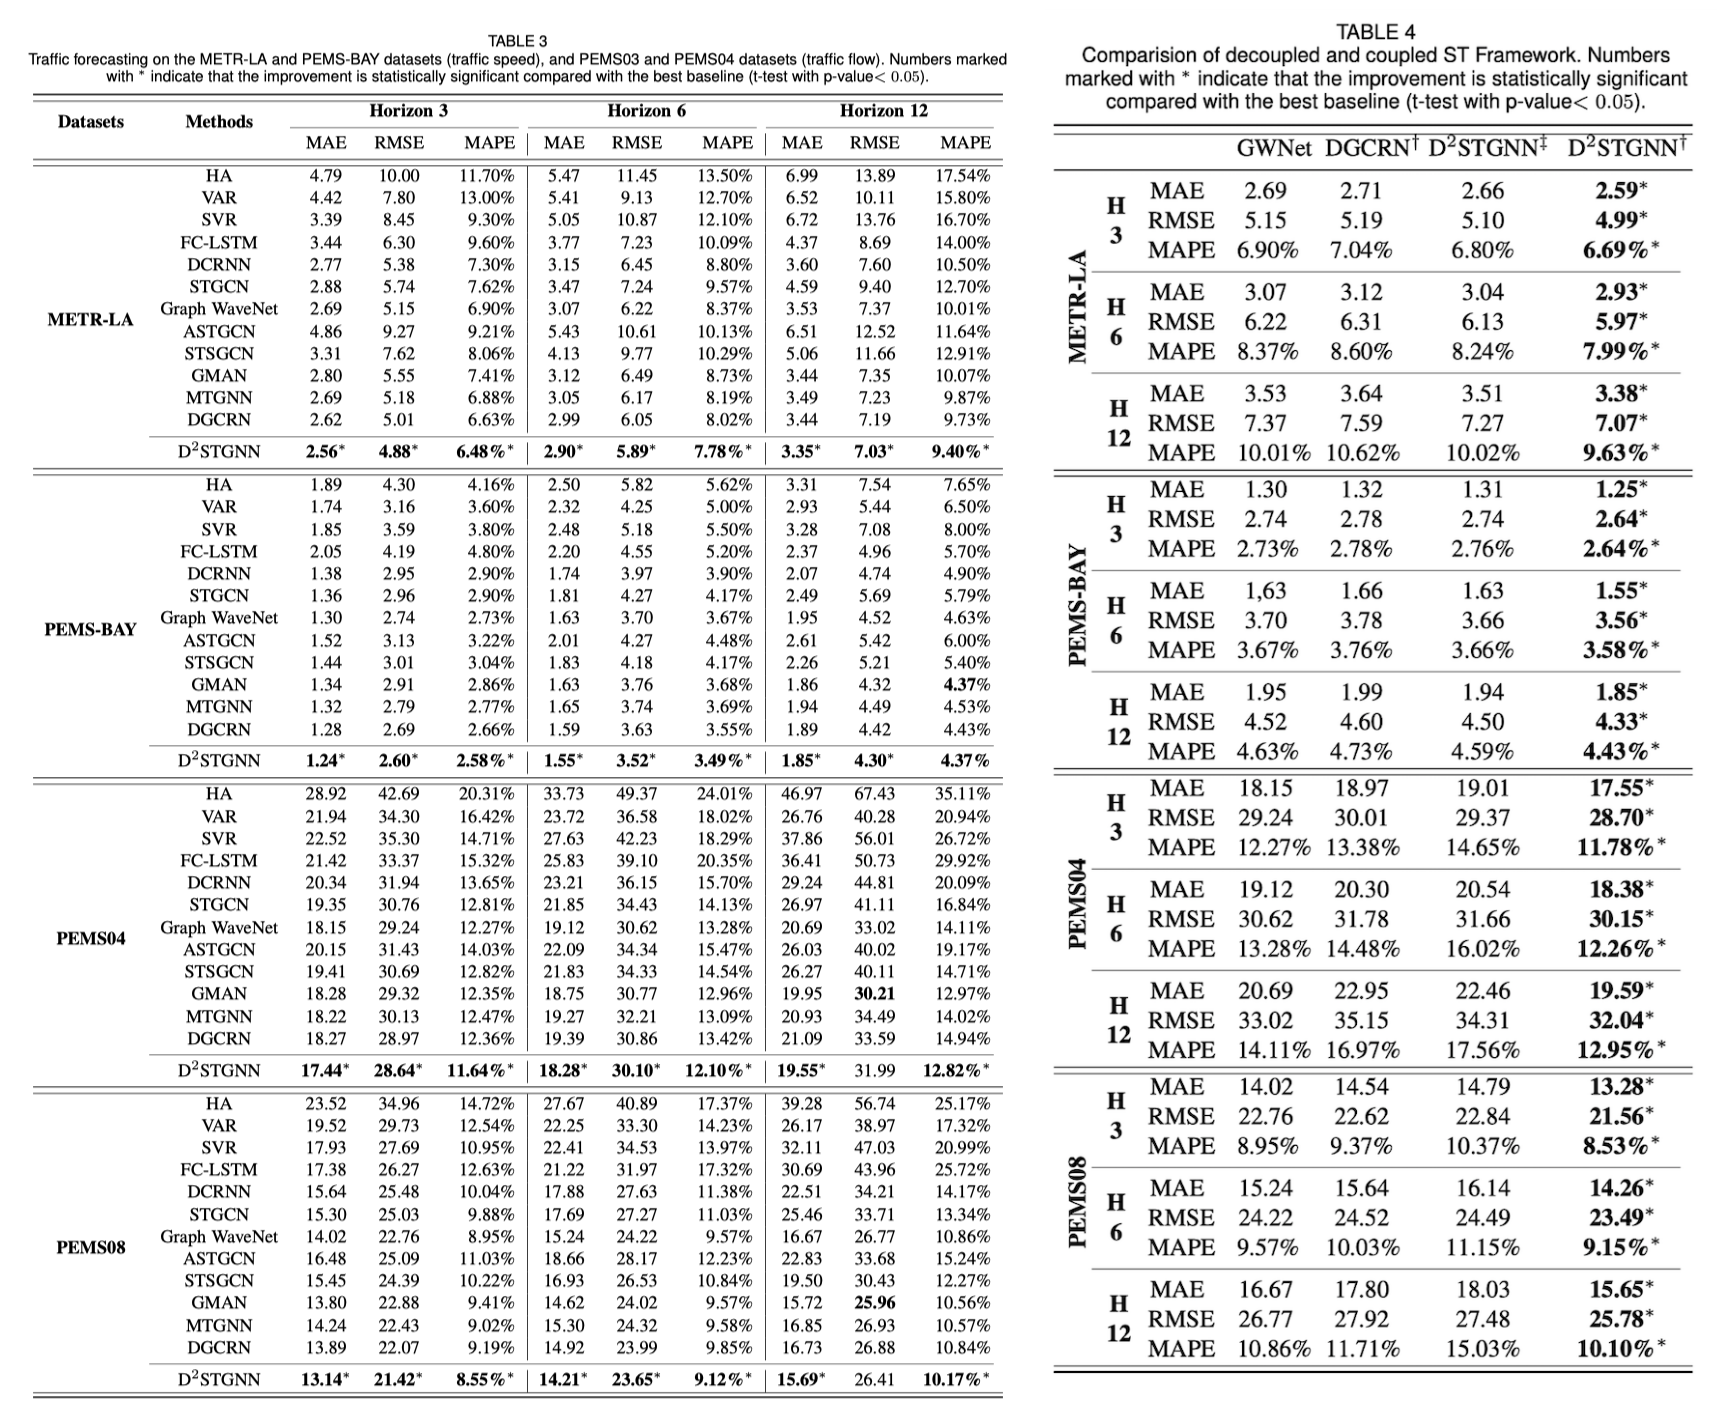 TABLE 3
Traffic forecasting on the METR-LA and PEMS-BAY datasets (traffic speed), and PEMS03 and PEMS04 datasets (traffic flow). Numbers marked
with * indicate that the improvement is statistically significant compared with the best baseline (t-test with p-value< 0.05).
Datasets Methods Horizon 3 Horizon 6 Horizon 12
MAE RMSE MAPE MAE RMSE MAPE MAE RMSE MAPE
METR-LA
HA 4.79 10.00 11.70% 5.47 11.45 13.50% 6.99 13.89 17.54%
VAR 4.42 7.80 13.00% 5.41 9.13 12.70% 6.52 10.11 15.80%
SVR 3.39 8.45 9.30% 5.05 10.87 12.10% 6.72 13.76 16.70%
FC-LSTM 3.44 6.30 9.60% 3.77 7.23 10.09% 4.37 8.69 14.00%
DCRNN 2.77 5.38 7.30% 3.15 6.45 8.80% 3.60 7.60 10.50%
STGCN 2.88 5.74 7.62% 3.47 7.24 9.57% 4.59 9.40 12.70%
Graph WaveNet 2.69 5.15 6.90% 3.07 6.22 8.37% 3.53 7.37 10.01%
ASTGCN 4.86 9.27 9.21% 5.43 10.61 10.13% 6.51 12.52 11.64%
STSGCN 3.31 7.62 8.06% 4.13 9.77 10.29% 5.06 11.66 12.91%
GMAN 2.80 5.55 7.41% 3.12 6.49 8.73% 3.44 7.35 10.07%
MTGNN 2.69 5.18 6.88% 3.05 6.17 8.19% 3.49 7.23 9.87%
DGCRN 2.62 5.01 6.63% 2.99 6.05 8.02% 3.44 7.19 9.73%
D²STGNN 2.56* 4.88* 6.48%* 2.90* 5.89* 7.78%* 3.35* 7.03* 9.40%*
PEMS-BAY
HA 1.89 4.30 4.16% 2.50 5.82 5.62% 3.31 7.54 7.65%
VAR 1.74 3.16 3.60% 2.32 4.25 5.00% 2.93 5.44 6.50%
SVR 1.85 3.59 3.80% 2.48 5.18 5.50% 3.28 7.08 8.00%
FC-LSTM 2.05 4.19 4.80% 2.20 4.55 5.20% 2.37 4.96 5.70%
DCRNN 1.38 2.95 2.90% 1.74 3.97 3.90% 2.07 4.74 4.90%
STGCN 1.36 2.96 2.90% 1.81 4.27 4.17% 2.49 5.69 5.79%
Graph WaveNet 1.30 2.74 2.73% 1.63 3.70 3.67% 1.95 4.52 4.63%
ASTGCN 1.52 3.13 3.22% 2.01 4.27 4.48% 2.61 5.42 6.00%
STSGCN 1.44 3.01 3.04% 1.83 4.18 4.17% 2.26 5.21 5.40%
GMAN 1.34 2.91 2.86% 1.63 3.76 3.68% 1.86 4.32 4.37%
MTGNN 1.32 2.79 2.77% 1.65 3.74 3.69% 1.94 4.49 4.53%
DGCRN 1.28 2.69 2.66% 1.59 3.63 3.55% 1.89 4.42 4.43%
D²STGNN 1.24* 2.60* 2.58%* 1.55* 3.52* 3.49%* 1.85* 4.30* 4.37%
PEMS04
HA 28.92 42.69 20.31% 33.73 49.37 24.01% 46.97 67.43 35.11%
VAR 21.94 34.30 16.42% 23.72 36.58 18.02% 26.76 40.28 20.94%
SVR 22.52 35.30 14.71% 27.63 42.23 18.29% 37.86 56.01 26.72%
FC-LSTM 21.42 33.37 15.32% 25.83 39.10 20.35% 36.41 50.73 29.92%
DCRNN 20.34 31.94 13.65% 23.21 36.15 15.70% 29.24 44.81 20.09%
STGCN 19.35 30.76 12.81% 21.85 34.43 14.13% 26.97 41.11 16.84%
Graph WaveNet 18.15 29.24 12.27% 19.12 30.62 13.28% 20.69 33.02 14.11%
ASTGCN 20.15 31.43 14.03% 22.09 34.34 15.47% 26.03 40.02 19.17%
STSGCN 19.41 30.69 12.82% 21.83 34.33 14.54% 26.27 40.11 14.71%
GMAN 18.28 29.32 12.35% 18.75 30.77 12.96% 19.95 30.21 12.97%
MTGNN 18.22 30.13 12.47% 19.27 32.21 13.09% 20.93 34.49 14.02%
DGCRN 18.27 28.97 12.36% 19.39 30.86 13.42% 21.09 33.59 14.94%
D²STGNN 17.44* 28.64* 11.64%* 18.28* 30.10* 12.10%* 19.55* 31.99 12.82%*
PEMS08
HA 23.52 34.96 14.72% 27.67 40.89 17.37% 39.28 56.74 25.17%
VAR 19.52 29.73 12.54% 22.25 33.30 14.23% 26.17 38.97 17.32%
SVR 17.93 27.69 10.95% 22.41 34.53 13.97% 32.11 47.03 20.99%
FC-LSTM 17.38 26.27 12.63% 21.22 31.97 17.32% 30.69 43.96 25.72%
DCRNN 15.64 25.48 10.04% 17.88 27.63 11.38% 22.51 34.21 14.17%
STGCN 15.30 25.03 9.88% 17.69 27.27 11.03% 25.46 33.71 13.34%
Graph WaveNet 14.02 22.76 8.95% 15.24 24.22 9.57% 16.67 26.77 10.86%
ASTGCN 16.48 25.09 11.03% 18.66 28.17 12.23% 22.83 33.68 15.24%
STSGCN 15.45 24.39 10.22% 16.93 26.53 10.84% 19.50 30.43 12.27%
GMAN 13.80 22.88 9.41% 14.62 24.02 9.57% 15.72 25.96 10.56%
MTGNN 14.24 22.43 9.02% 15.30 24.32 9.58% 16.85 26.93 10.57%
DGCRN 13.89 22.07 9.19% 14.92 23.99 9.85% 16.73 26.88 10.84%
D²STGNN 13.14* 21.42* 8.55%* 14.21* 23.65* 9.12%* 15.69* 26.41 10.17%*
TABLE 4
Comparision of decoupled and coupled ST Framework. Numbers
marked with * indicate that the improvement is statistically significant
compared with the best baseline (t-test with p-value< 0.05).
GWNet DGCRN† D²STGNN‡ D²STGNN†
METR-LA
H 3
MAE 2.69 2.71 2.66 2.59*
RMSE 5.15 5.19 5.10 4.99*
MAPE 6.90% 7.04% 6.80% 6.69%*
H 6
MAE 3.07 3.12 3.04 2.93*
RMSE 6.22 6.31 6.13 5.97*
MAPE 8.37% 8.60% 8.24% 7.99%*
H 12
MAE 3.53 3.64 3.51 3.38*
RMSE 7.37 7.59 7.27 7.07*
MAPE 10.01% 10.62% 10.02% 9.63%*
PEMS-BAY
H 3
MAE 1.30 1.32 1.31 1.25*
RMSE 2.74 2.78 2.74 2.64*
MAPE 2.73% 2.78% 2.76% 2.64%*
H 6
MAE 1,63 1.66 1.63 1.55*
RMSE 3.70 3.78 3.66 3.56*
MAPE 3.67% 3.76% 3.66% 3.58%*
H 12
MAE 1.95 1.99 1.94 1.85*
RMSE 4.52 4.60 4.50 4.33*
MAPE 4.63% 4.73% 4.59% 4.43%*
PEMS04
H 3
MAE 18.15 18.97 19.01 17.55*
RMSE 29.24 30.01 29.37 28.70*
MAPE 12.27% 13.38% 14.65% 11.78%*
H 6
MAE 19.12 20.30 20.54 18.38*
RMSE 30.62 31.78 31.66 30.15*
MAPE 13.28% 14.48% 16.02% 12.26%*
H 12
MAE 20.69 22.95 22.46 19.59*
RMSE 33.02 35.15 34.31 32.04*
MAPE 14.11% 16.97% 17.56% 12.95%*
PEMS08
H 3
MAE 14.02 14.54 14.79 13.28*
RMSE 22.76 22.62 22.84 21.56*
MAPE 8.95% 9.37% 10.37% 8.53%*
H 6
MAE 15.24 15.64 16.14 14.26*
RMSE 24.22 24.52 24.49 23.49*
MAPE 9.57% 10.03% 11.15% 9.15%*
H 12
MAE 16.67 17.80 18.03 15.65*
RMSE 26.77 27.92 27.48 25.78*
MAPE 10.86% 11.71% 15.03% 10.10%*